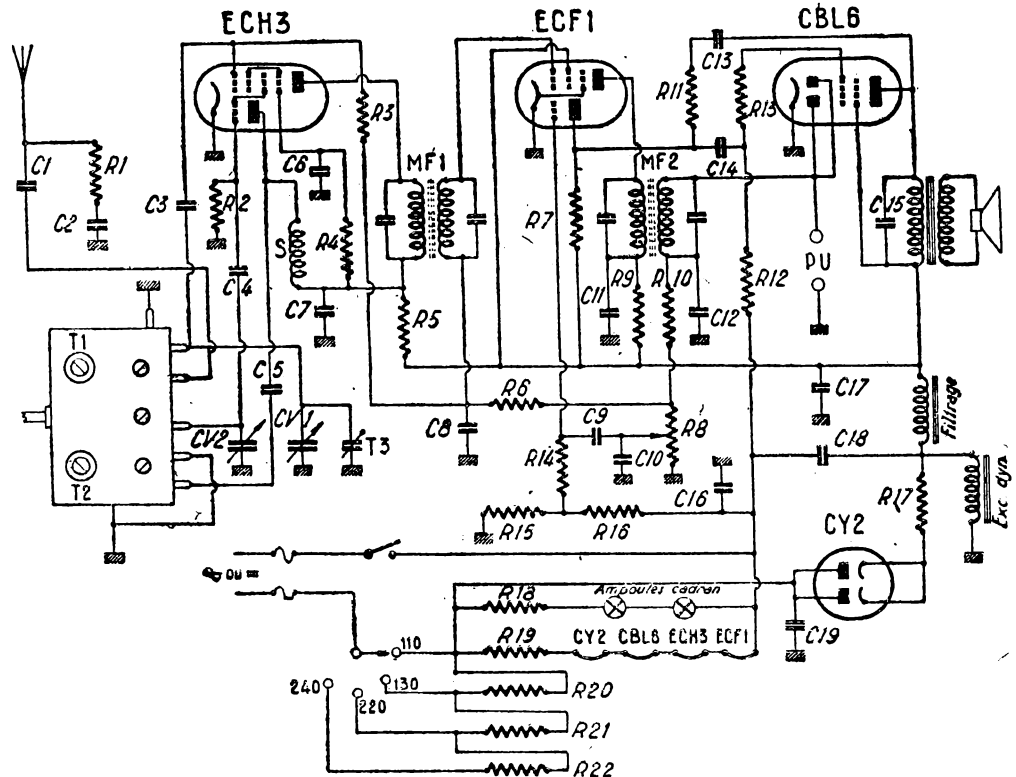 ECH3 ECF1 CBL6
C13
R11 R13
R3
C1 R1 C6 MF1 C14 MF2
C2 C3 R2 R4 R7 C15
S
C4 PU
C7 R5 C11 R9 R10 C12 R12
T1
C5
CV2 CV1 T3
R6 C8 C9 C10 R8 C17 C18 Filtrage
T2
R14 C16 R17 Exc dyn
R15 R16 CY2
OU
R18 Ampoules cadran
R19 CY2 CBL6 ECH3 ECF1 C19
110
240 220 130 R20
R21
R22